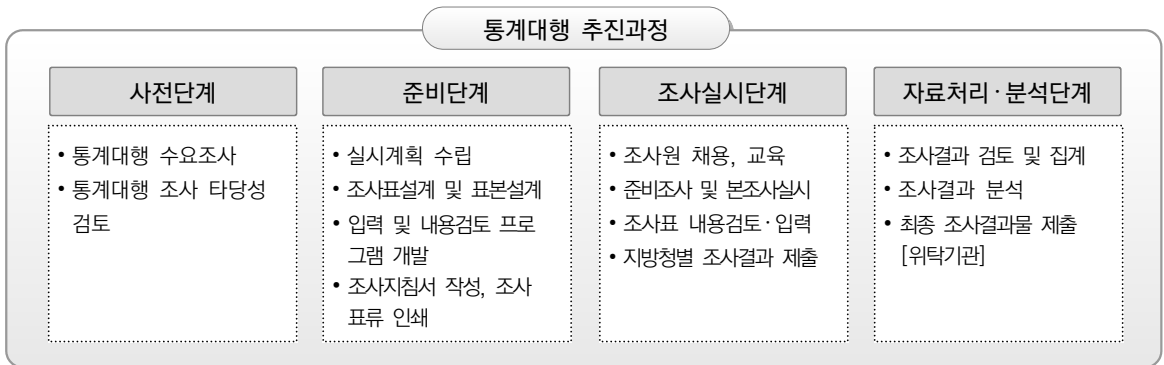 통계대행 추진과정
사전단계
• 통계대행 수요조사
• 통계대행 조사 타당성
검토
준비단계
• 실시계획 수립
• 조사표설계 및 표본설계
• 입력 및 내용검토 프로
그램 개발
• 조사지침서 작성, 조사
표류 인쇄
조사실시단계
• 조사원 채용, 교육
• 준비조사 및 본조사실시
• 조사표 내용검토·입력
• 지방청별 조사결과 제출
자료처리·분석단계
• 조사결과 검토 및 집계
• 조사결과 분석
• 최종 조사결과물 제출
[위탁기관]